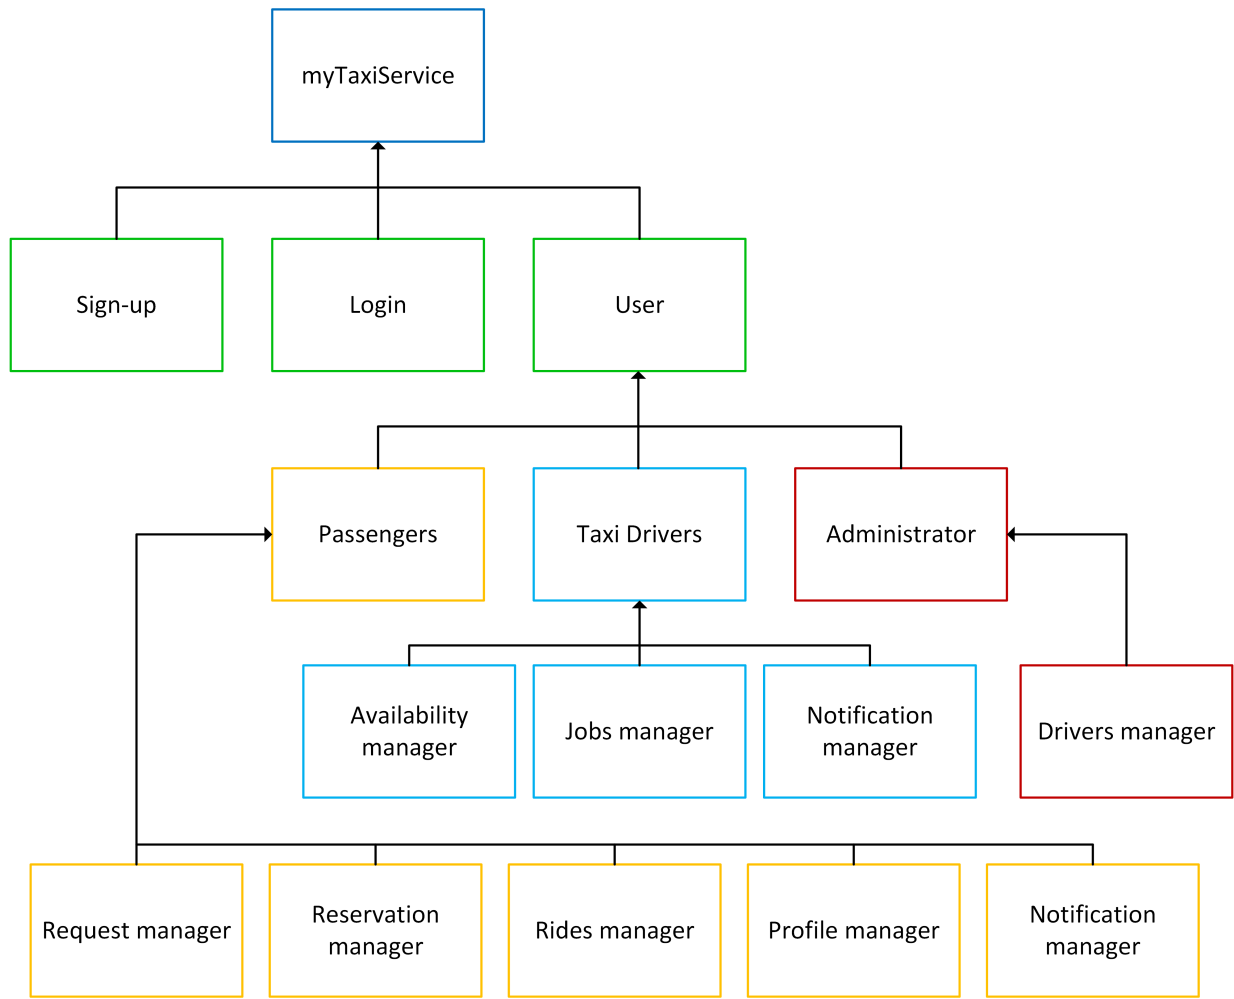 myTaxiService
Sign-up
Login
User
Passengers
Taxi Drivers
Administrator
Availability
manager
Jobs manager
Notification
manager
Drivers manager
Request manager
Reservation
manager
Rides manager
Profile manager
Notification
manager